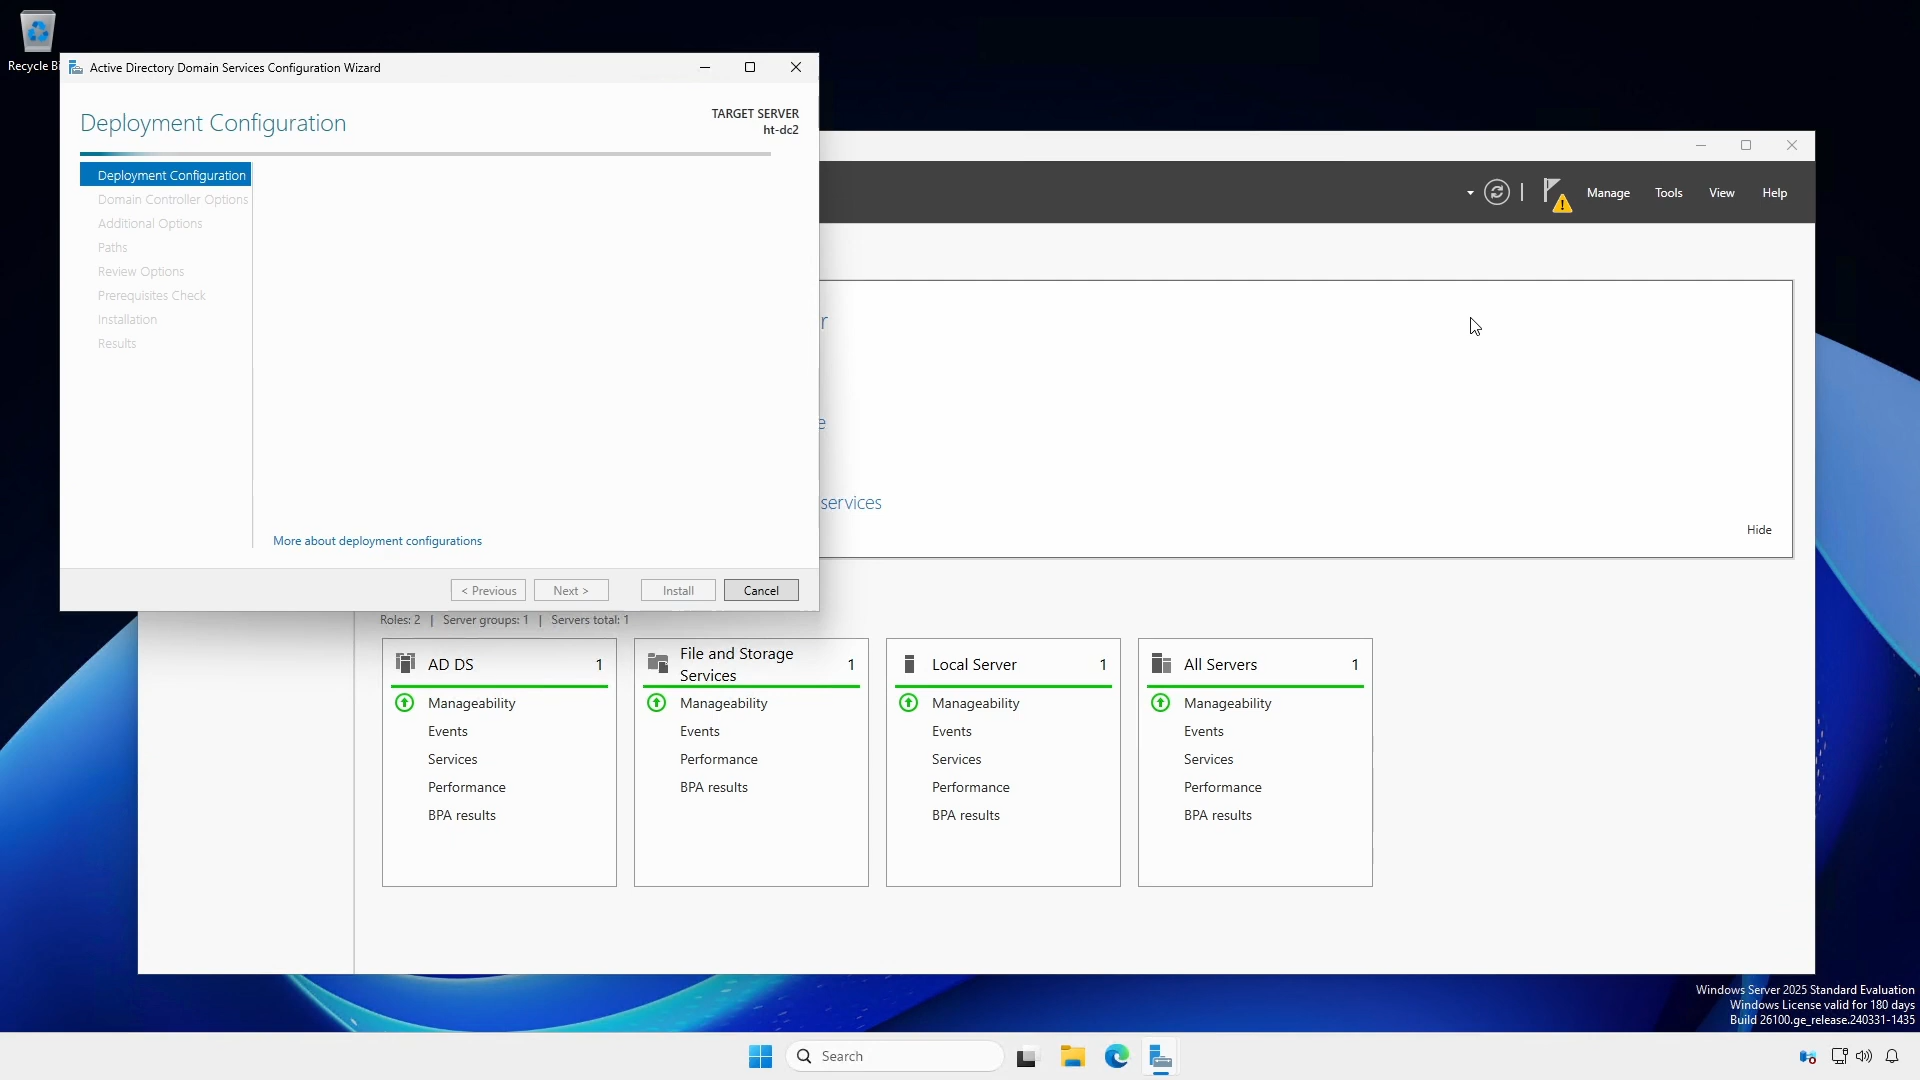 Recycle Bi
Active Directory Domain Services Configuration Wizard
Deployment Configuration
TARGET SERVER
ht-dc2
Deployment Configuration
Domain Controller Options
Additional Options
Paths
Review Options
Prerequisites Check
Installation
Results
More about deployment configurations
< Previous
Next >
Install
Cancel
Manage
Tools
View
Help
r
e
services
Hide
Roles: 2 | Server groups: 1 | Servers total: 1
AD DS 1
Manageability
Events
Services
Performance
BPA results
File and Storage
Services
1
Manageability
Events
Performance
BPA results
Local Server 1
Manageability
Events
Services
Performance
BPA results
All Servers 1
Manageability
Events
Services
Performance
BPA results
Windows Server 2025 Standard Evaluation
Windows License valid for 180 days
Build 26100.ge_release.240331-1435
Search